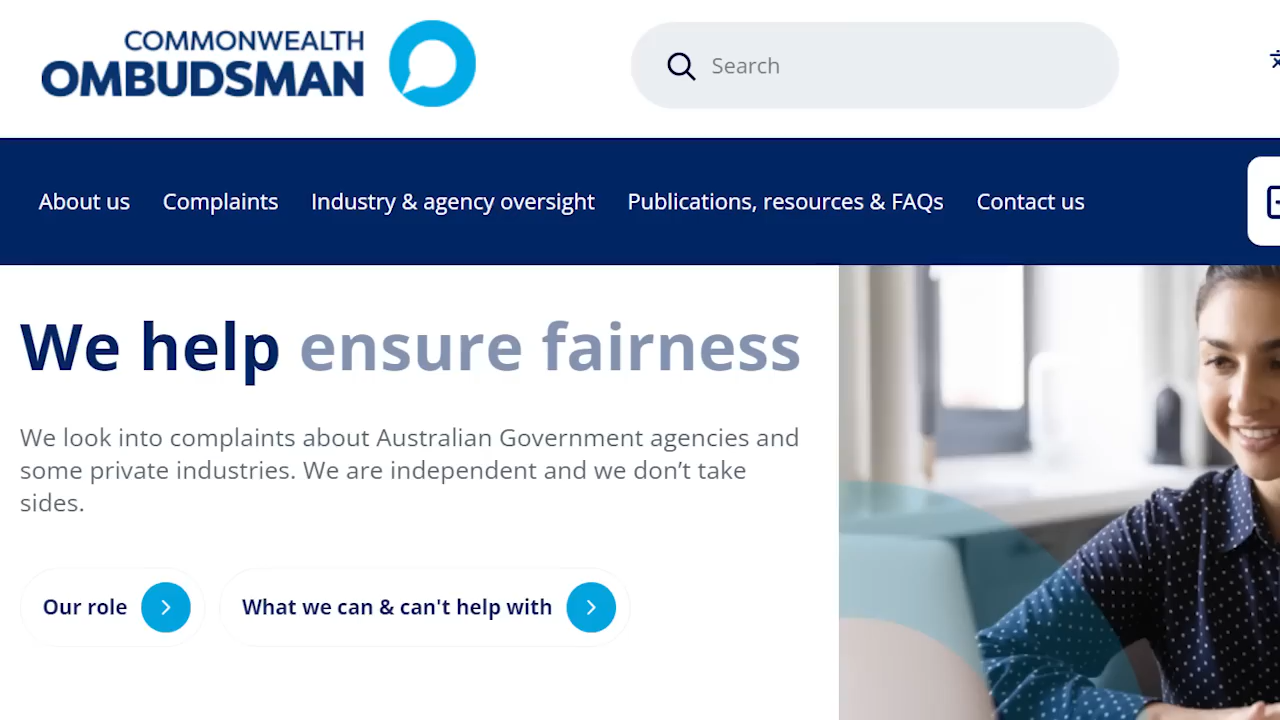 COMMONWEALTH
OMBUDSMAN
Search
About us
Complaints
Industry & agency oversight
Publications, resources & FAQs
Contact us
We help ensure fairness
We look into complaints about Australian Government agencies and
some private industries. We are independent and we don’t take
sides.
Our role
What we can & can't help with